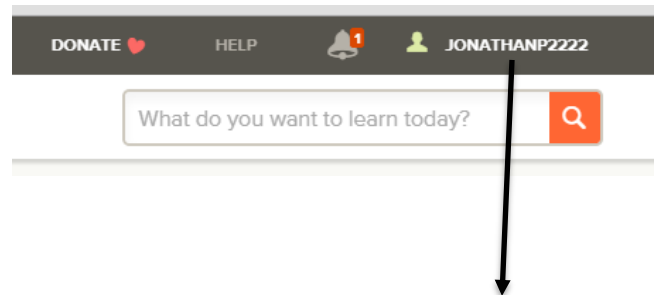 DONATE HELP 1 JONATHANP2222
What do you want to learn today?